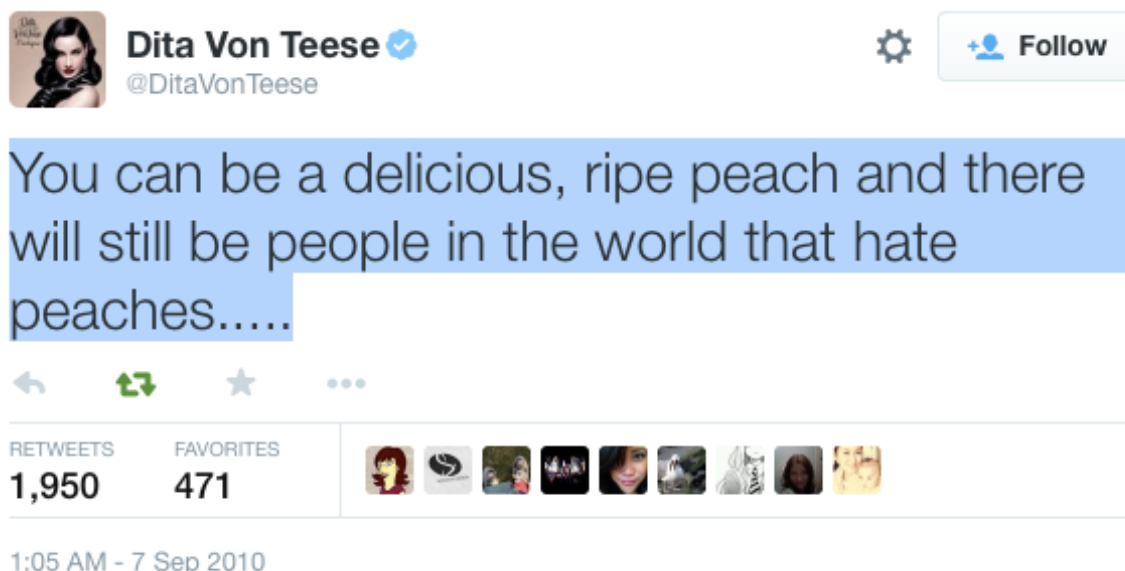 Dita Von Teese
@DitaVonTeese
Follow
You can be a delicious, ripe peach and there
will still be people in the world that hate
peaches.....
RETWEETS
FAVORITES
1,950
471
1:05 AM - 7 Sep 2010